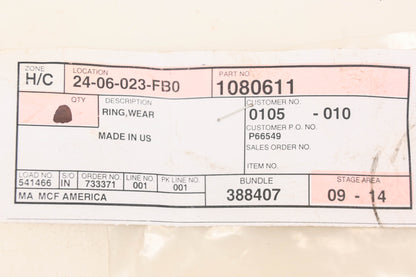 ZONE LOCATION PART NO.
H/C 24-06-023-FB0 1080611
QTY DESCRIPTION CUSTOMER NO.
RING,WEAR 0105 -010
CUSTOMER P.O. NO.
MADE IN US P66549
SALES ORDER NO.
ITEM NO.
LOAD NO. S/O ORDER NO. LINE NO. PK LINE NO. BUNDLE STAGE AREA
541466 IN 733371 001 001 388407 09 - 14
MA MCF AMERICA